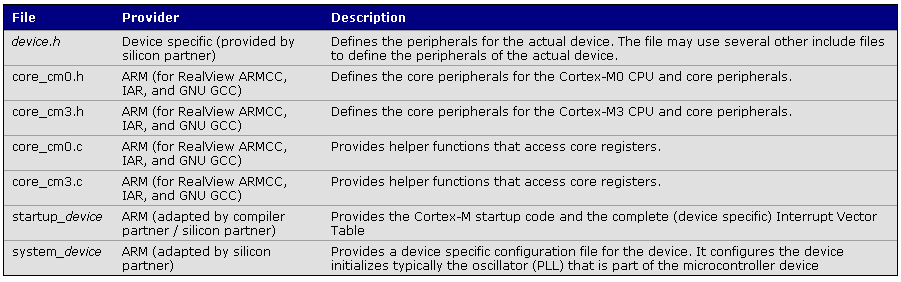 File Provider Description
device.h Device specific (provided by silicon partner) Defines the peripherals for the actual device. The file may use several other include files to define the peripherals of the actual device.
core_cm0.h ARM (for RealView ARMCC, IAR, and GNU GCC) Defines the core peripherals for the Cortex-M0 CPU and core peripherals.
core_cm3.h ARM (for RealView ARMCC, IAR, and GNU GCC) Defines the core peripherals for the Cortex-M3 CPU and core peripherals.
core_cm0.c ARM (for RealView ARMCC, IAR, and GNU GCC) Provides helper functions that access core registers.
core_cm3.c ARM (for RealView ARMCC, IAR, and GNU GCC) Provides helper functions that access core registers.
startup_device ARM (adapted by compiler partner / silicon partner) Provides the Cortex-M startup code and the complete (device specific) Interrupt Vector Table
system_device ARM (adapted by silicon partner) Provides a device specific configuration file for the device. It configures the device initializes typically the oscillator (PLL) that is part of the microcontroller device